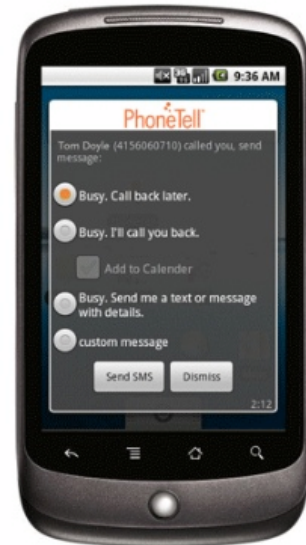 9:36 AM
PhoneTell
Tom Doyle (4156060710) called you, send
message:
Busy. Call back later.
Busy. I'll call you back.
Add to Calender
Busy. Send me a text or message
with details.
custom message
Send SMS Dismiss
2:12